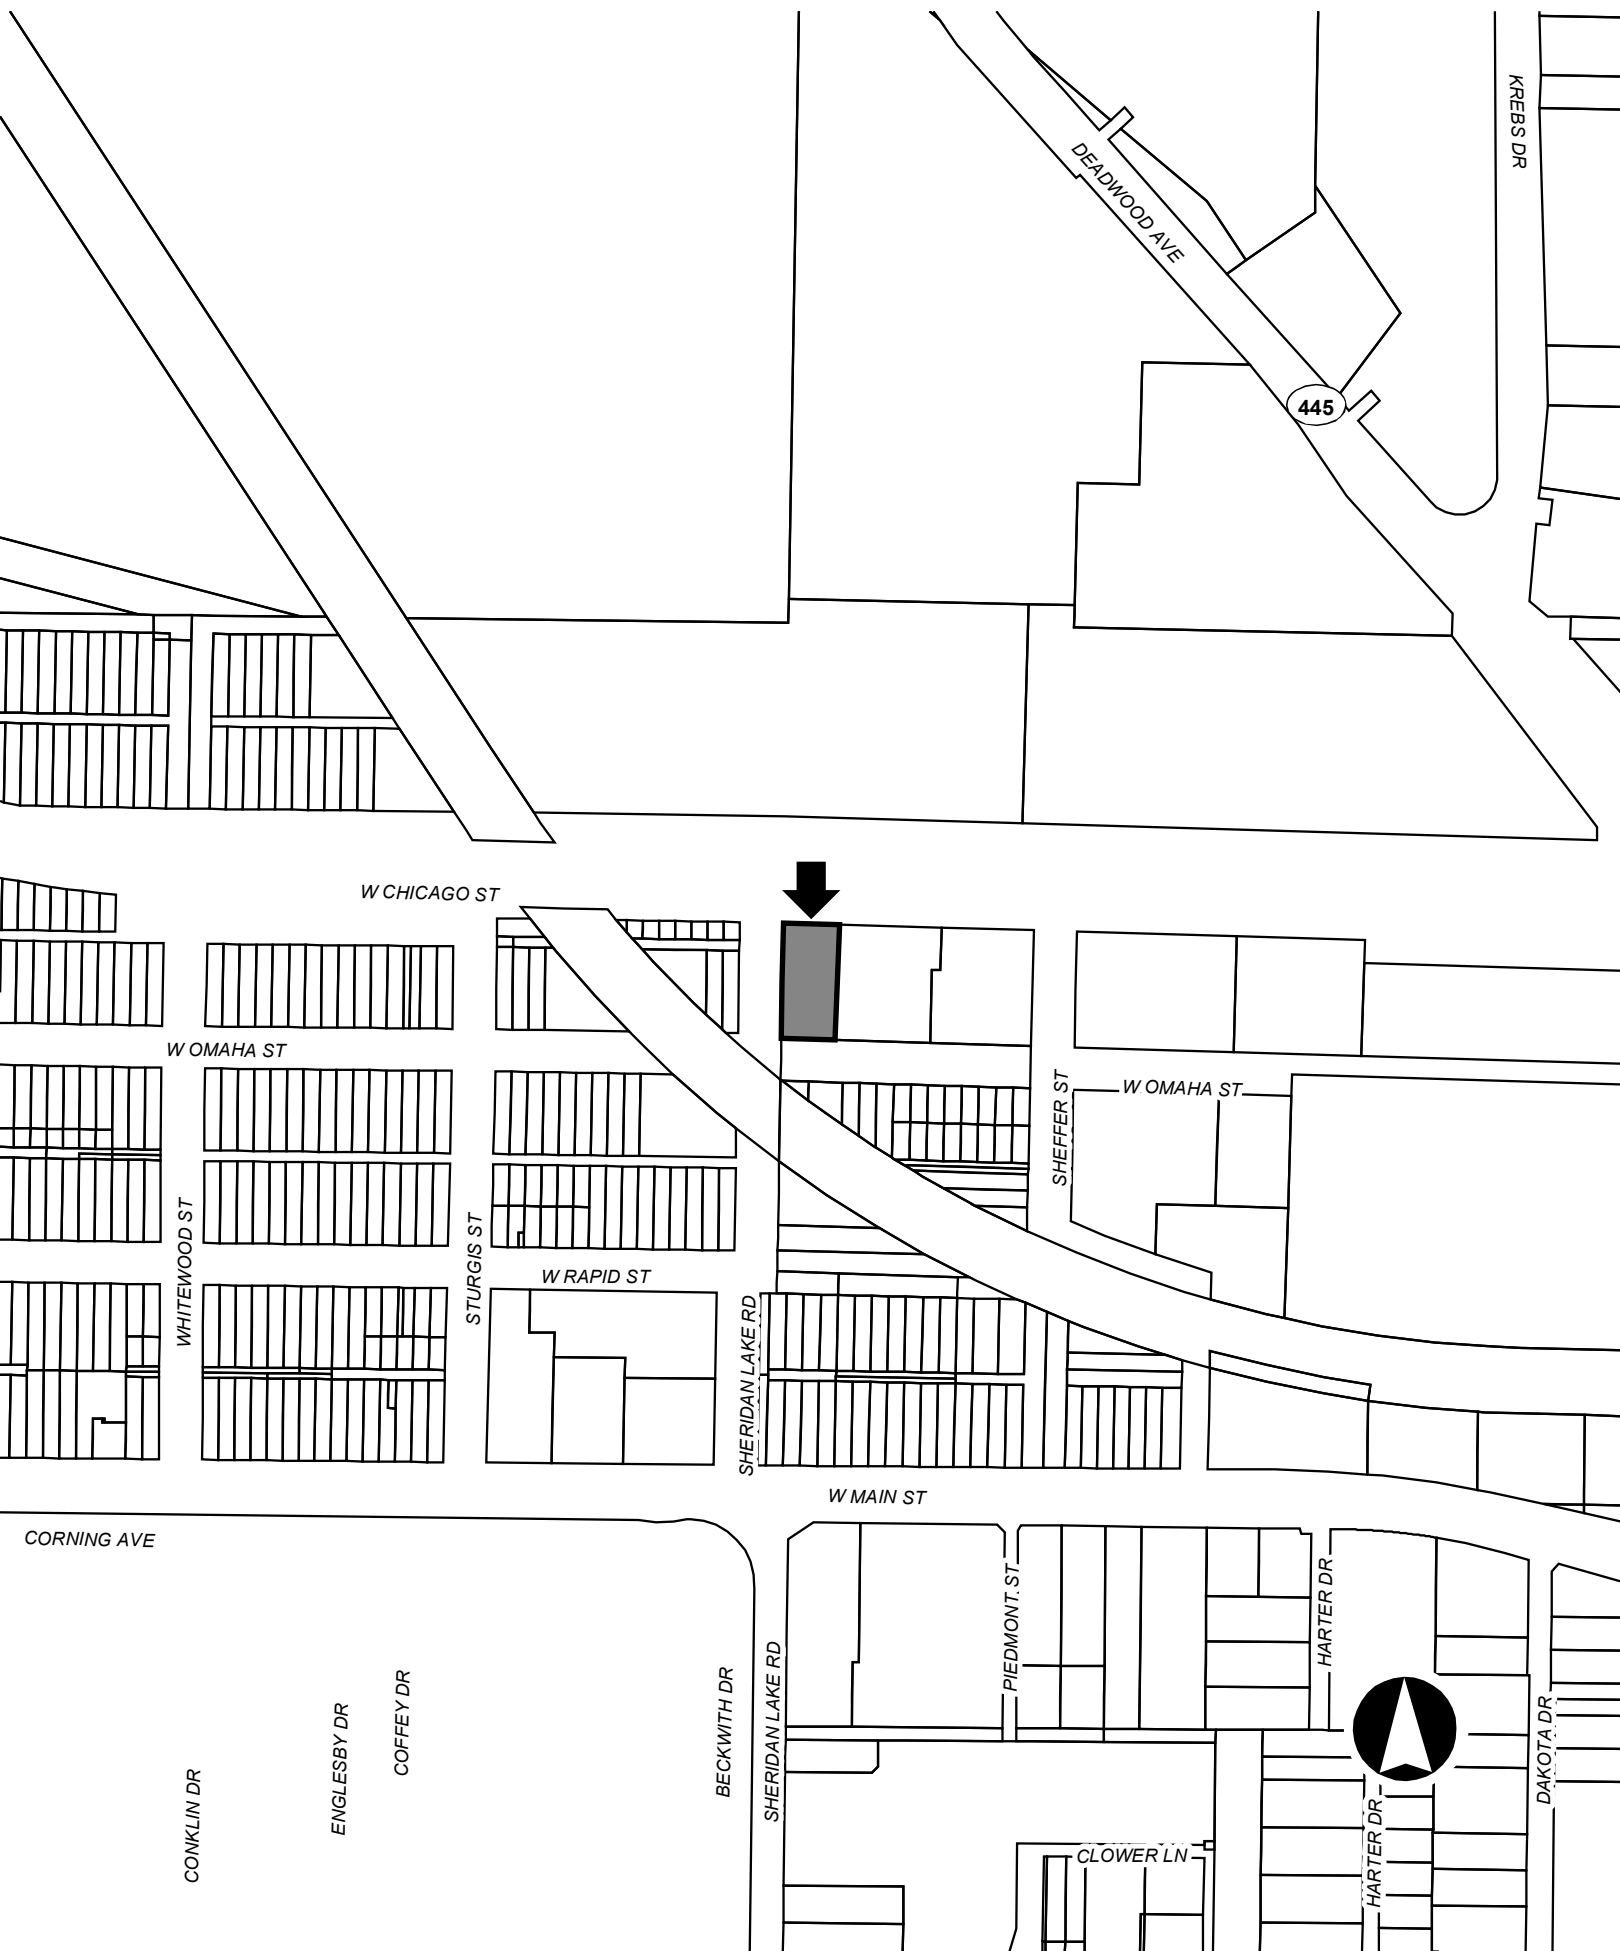 KREBS DR
DEADWOOD AVE
445
W CHICAGO ST
W OMAHA ST
W OMAHA ST
SHEFFER ST
WHITEWOOD ST
STURGIS ST
W RAPID ST
SHERIDAN LAKE RD
W MAIN ST
CORNING AVE
PIEDMONT ST
HARTER DR
SHERIDAN LAKE RD
BECKWITH DR
COFFEY DR
ENGLESBY DR
CONKLIN DR
DAKOTA DR
HARTER DR
CLOWER LN